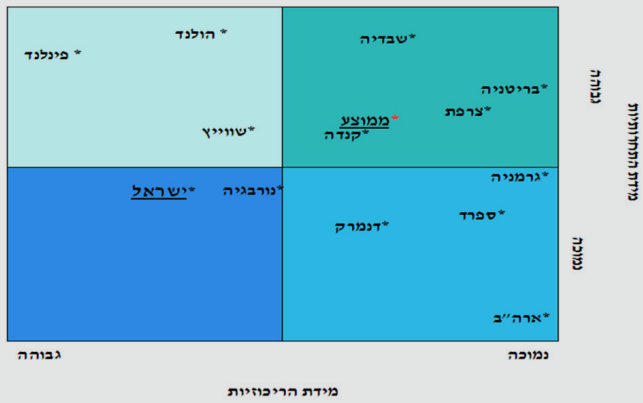 הולנד *
שבדיה*
פינלנד *
בריטניה*
צרפת*
ממוצע*
קנדה*
שווייץ*
גרמניה*
ישראל*
נורבגיה*
ספרד*
דנמרק*
ארה"ב*
גבוהה
נמוכה
מידת התחרותיות
נמוכה
גבוהה
מידת הריכוזיות